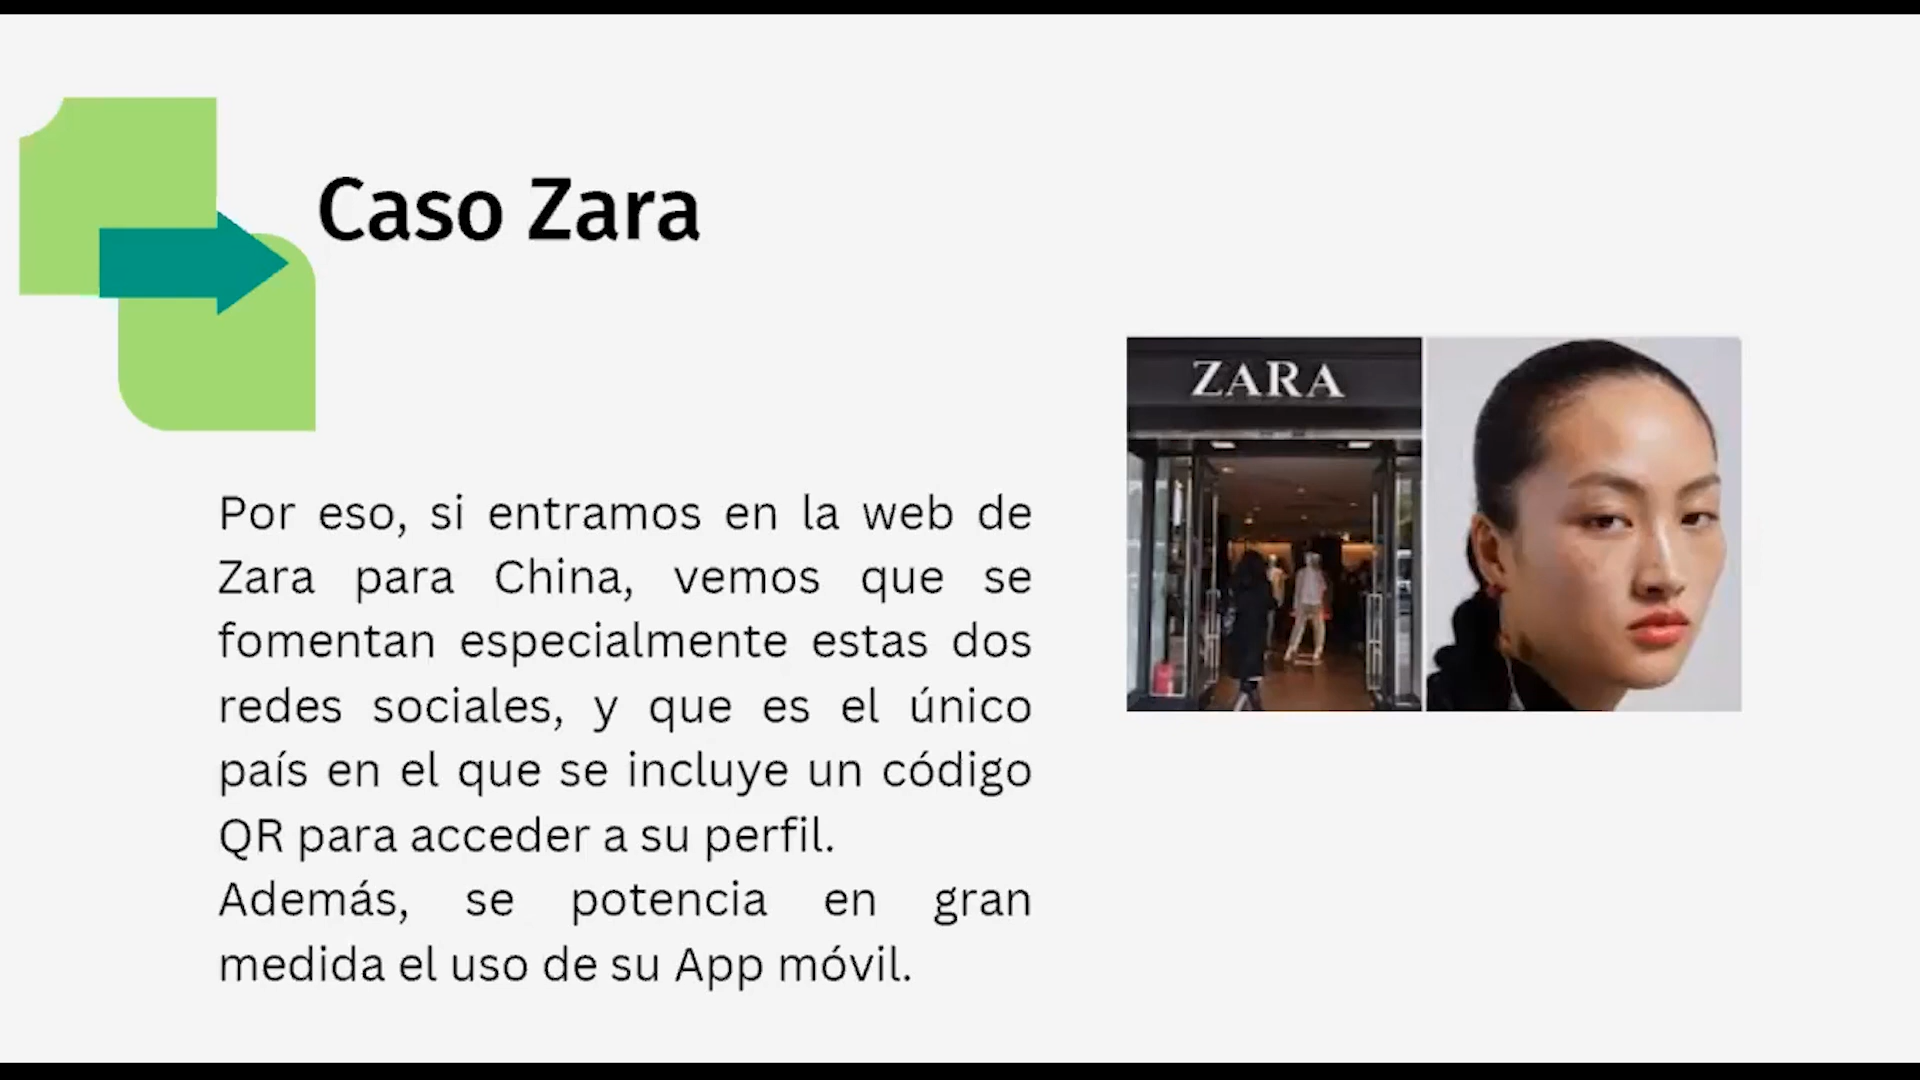 Caso Zara
ZARA
Por eso, si entramos en la web de
Zara para China, vemos que se
fomentan especialmente estas dos
redes sociales, y que es el único
país en el que se incluye un código
QR para acceder a su perfil.
Además, se potencia en gran
medida el uso de su App móvil.